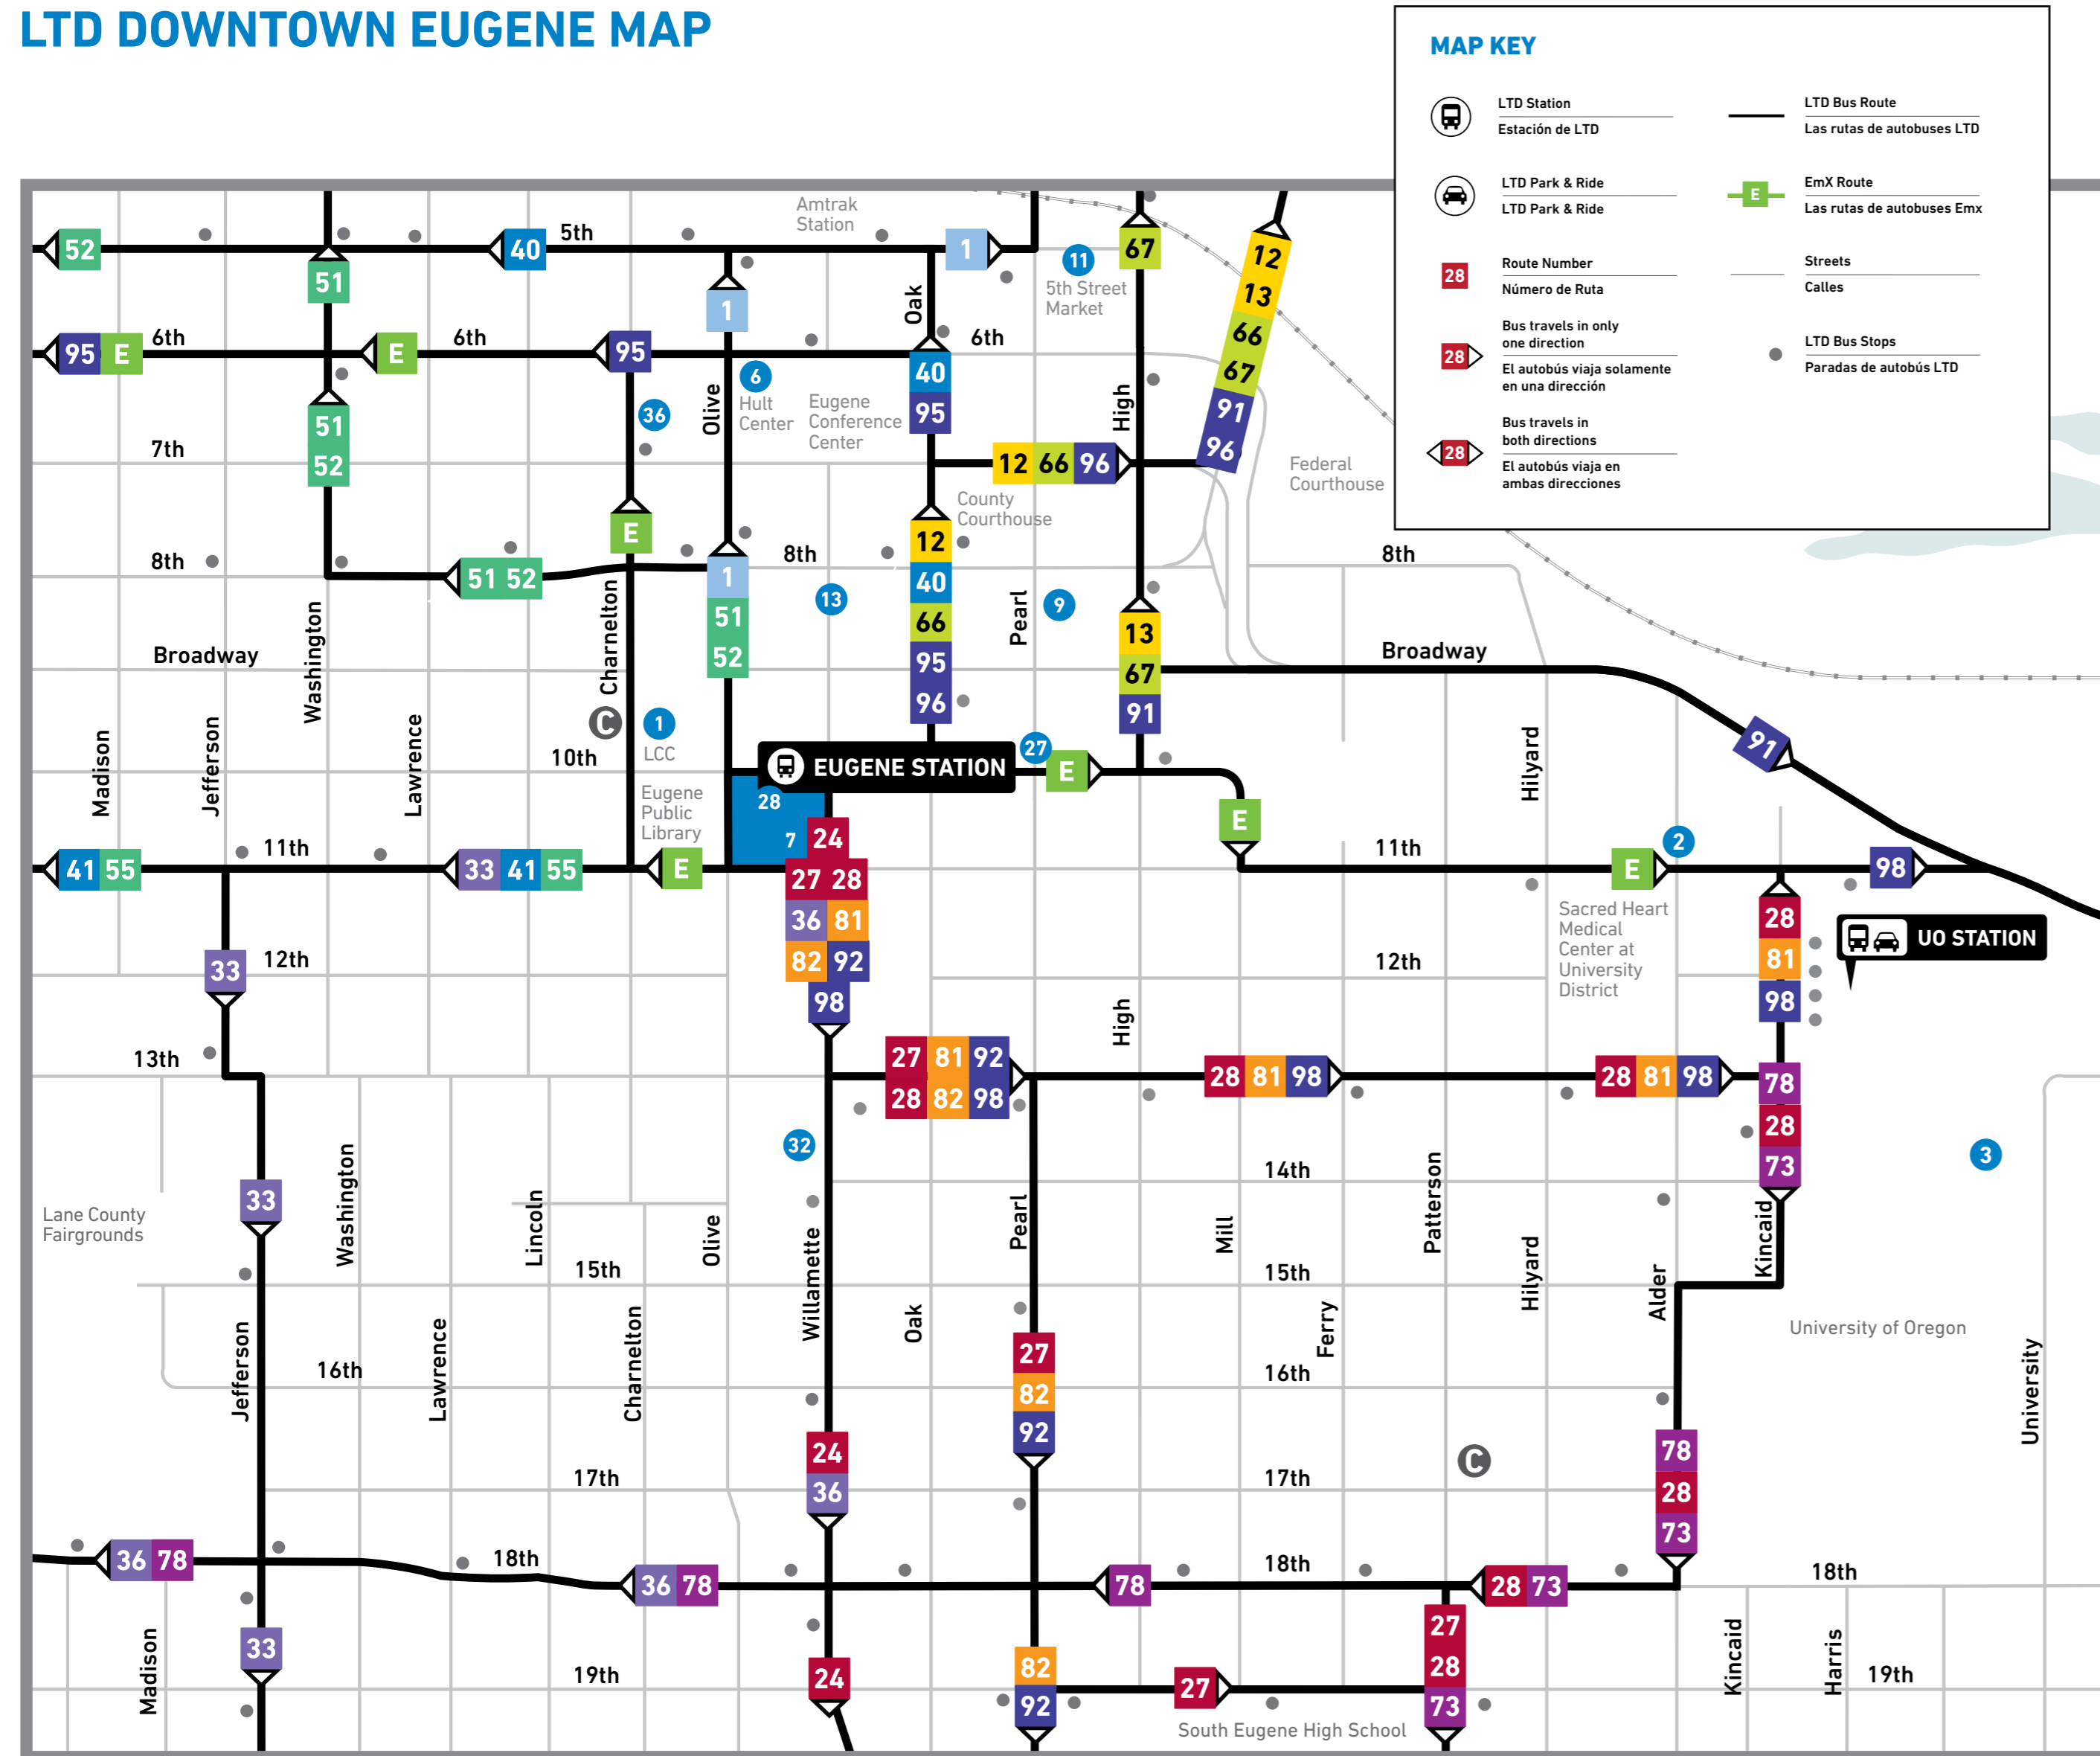 LTD DOWNTOWN EUGENE MAP
MAP KEY
LTD Station
Estación de LTD
LTD Park & Ride
LTD Park & Ride
28
Route Number
Número de Ruta
28
Bus travels in only
one direction
El autobús viaja solamente
en una dirección
28
Bus travels in
both directions
El autobús viaja en
ambas direcciones
LTD Bus Route
Las rutas de autobuses LTD
E
EmX Route
Las rutas de autobuses Emx
Streets
Calles
LTD Bus Stops
Paradas de autobús LTD
Amtrak
Station
52
40
5th
1
11
67
12
13
66
67
91
96
51
1
Oak
5th Street
Market
95 E
6th
E
6th
95
6th
40
95
6
Hult
Center
Eugene
Conference
Center
36
Olive
High
51
52
7th
12 66 96
Federal
Courthouse
County
Courthouse
E
12
40
66
95
96
8th
51 52
8th
8th
1
51
52
13
9
Pearl
13
67
91
Broadway
Broadway
Washington
Charnelton
C
1
LCC
91
Madison
Jefferson
Lawrence
10th
EUGENE STATION
27
E
Hilyard
Eugene
Public
Library
28
7
E
41 55
11th
33 41 55
E
24
27 28
36 81
82 92
98
11th
E
2
98
28
81
98
UO STATION
Sacred Heart
Medical
Center at
University
District
33
12th
12th
High
13th
27 81 92
28 82 98
28 81 98
28 81 98
78
28
73
32
3
14th
33
Lane County
Fairgrounds
Washington
Lincoln
Olive
Willamette
Pearl
Mill
Patterson
Hilyard
Alder
Kincaid
15th
15th
Jefferson
Lawrence
Charnelton
Oak
Ferry
University of Oregon
University
16th
16th
27
82
92
24
36
C
78
28
73
17th
17th
36 78
18th
36 78
78
18th
28 73
18th
33
Madison
19th
24
82
92
27
27
28
73
South Eugene High School
Kincaid
Harris
19th